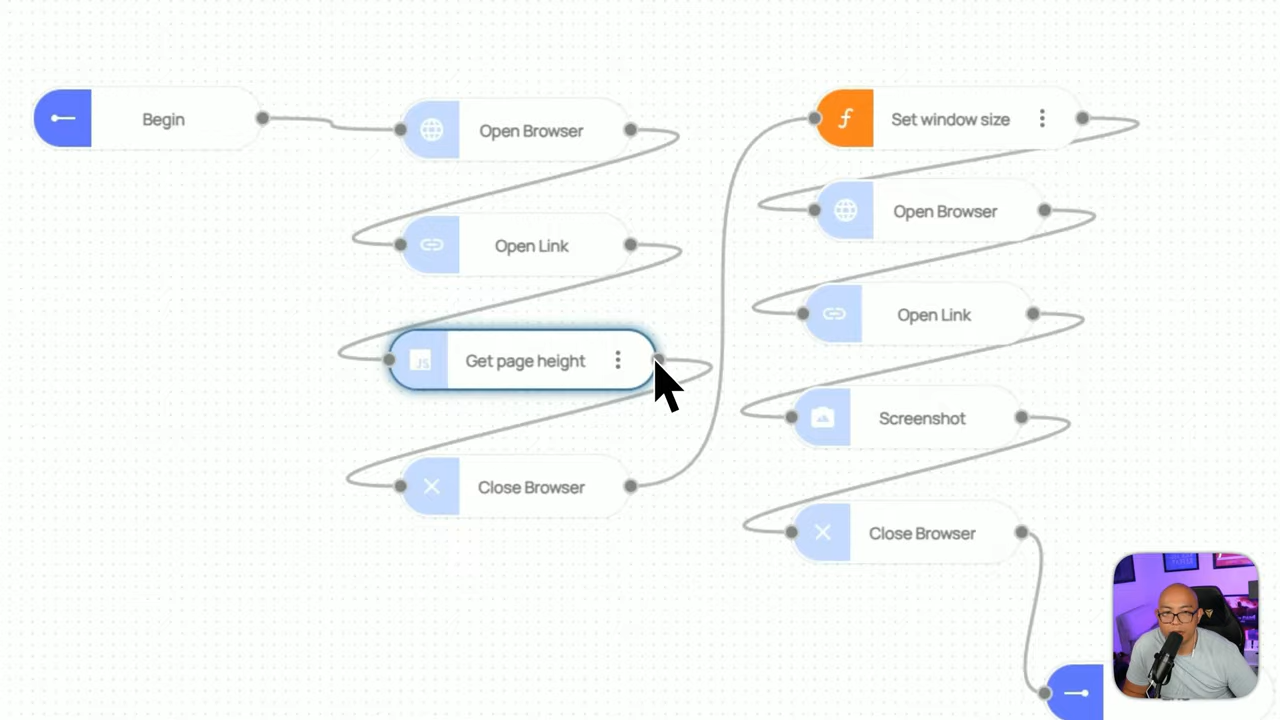 Begin
Open Browser
Open Link
JS
Get page height
Close Browser
Set window size
Open Browser
Open Link
Screenshot
Close Browser